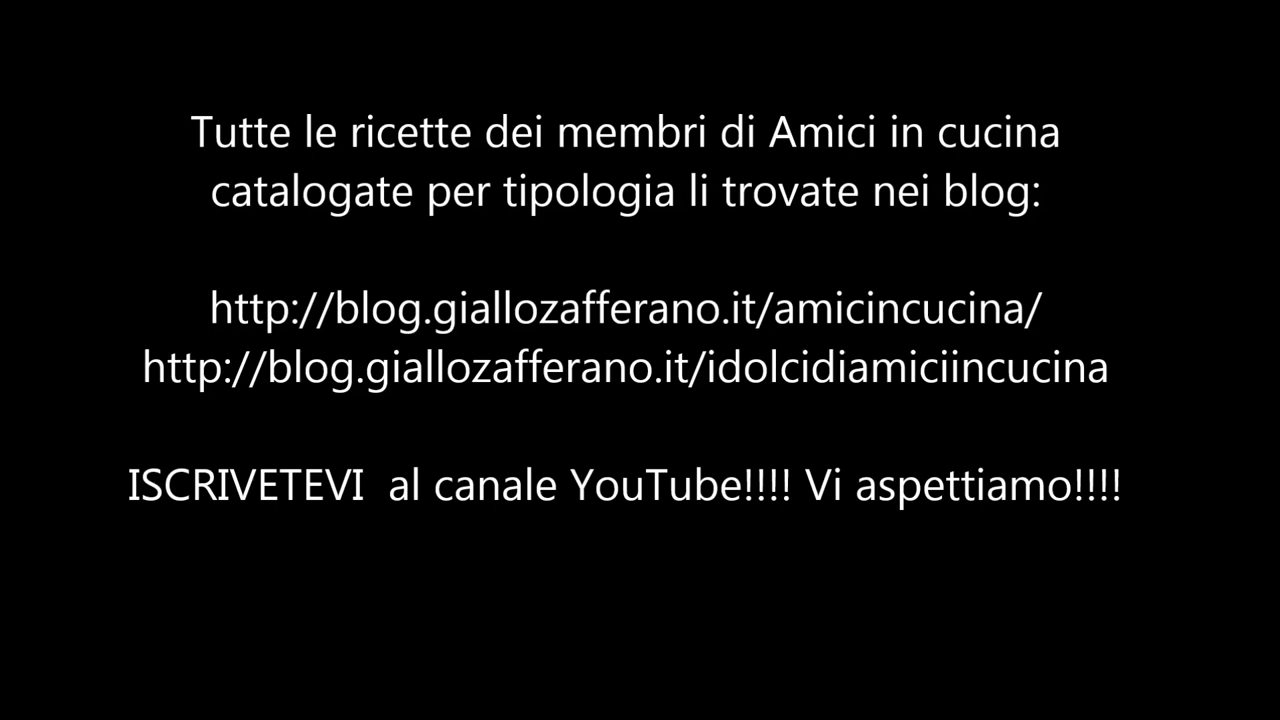 Tutte le ricette dei membri di Amici in cucina
catalogate per tipologia li trovate nei blog:
http://blog.giallozafferano.it/amicincucina/
http://blog.giallozafferano.it/idolcidiamiciincucina
ISCRIVETEVI  al canale YouTube!!!! Vi aspettiamo!!!!